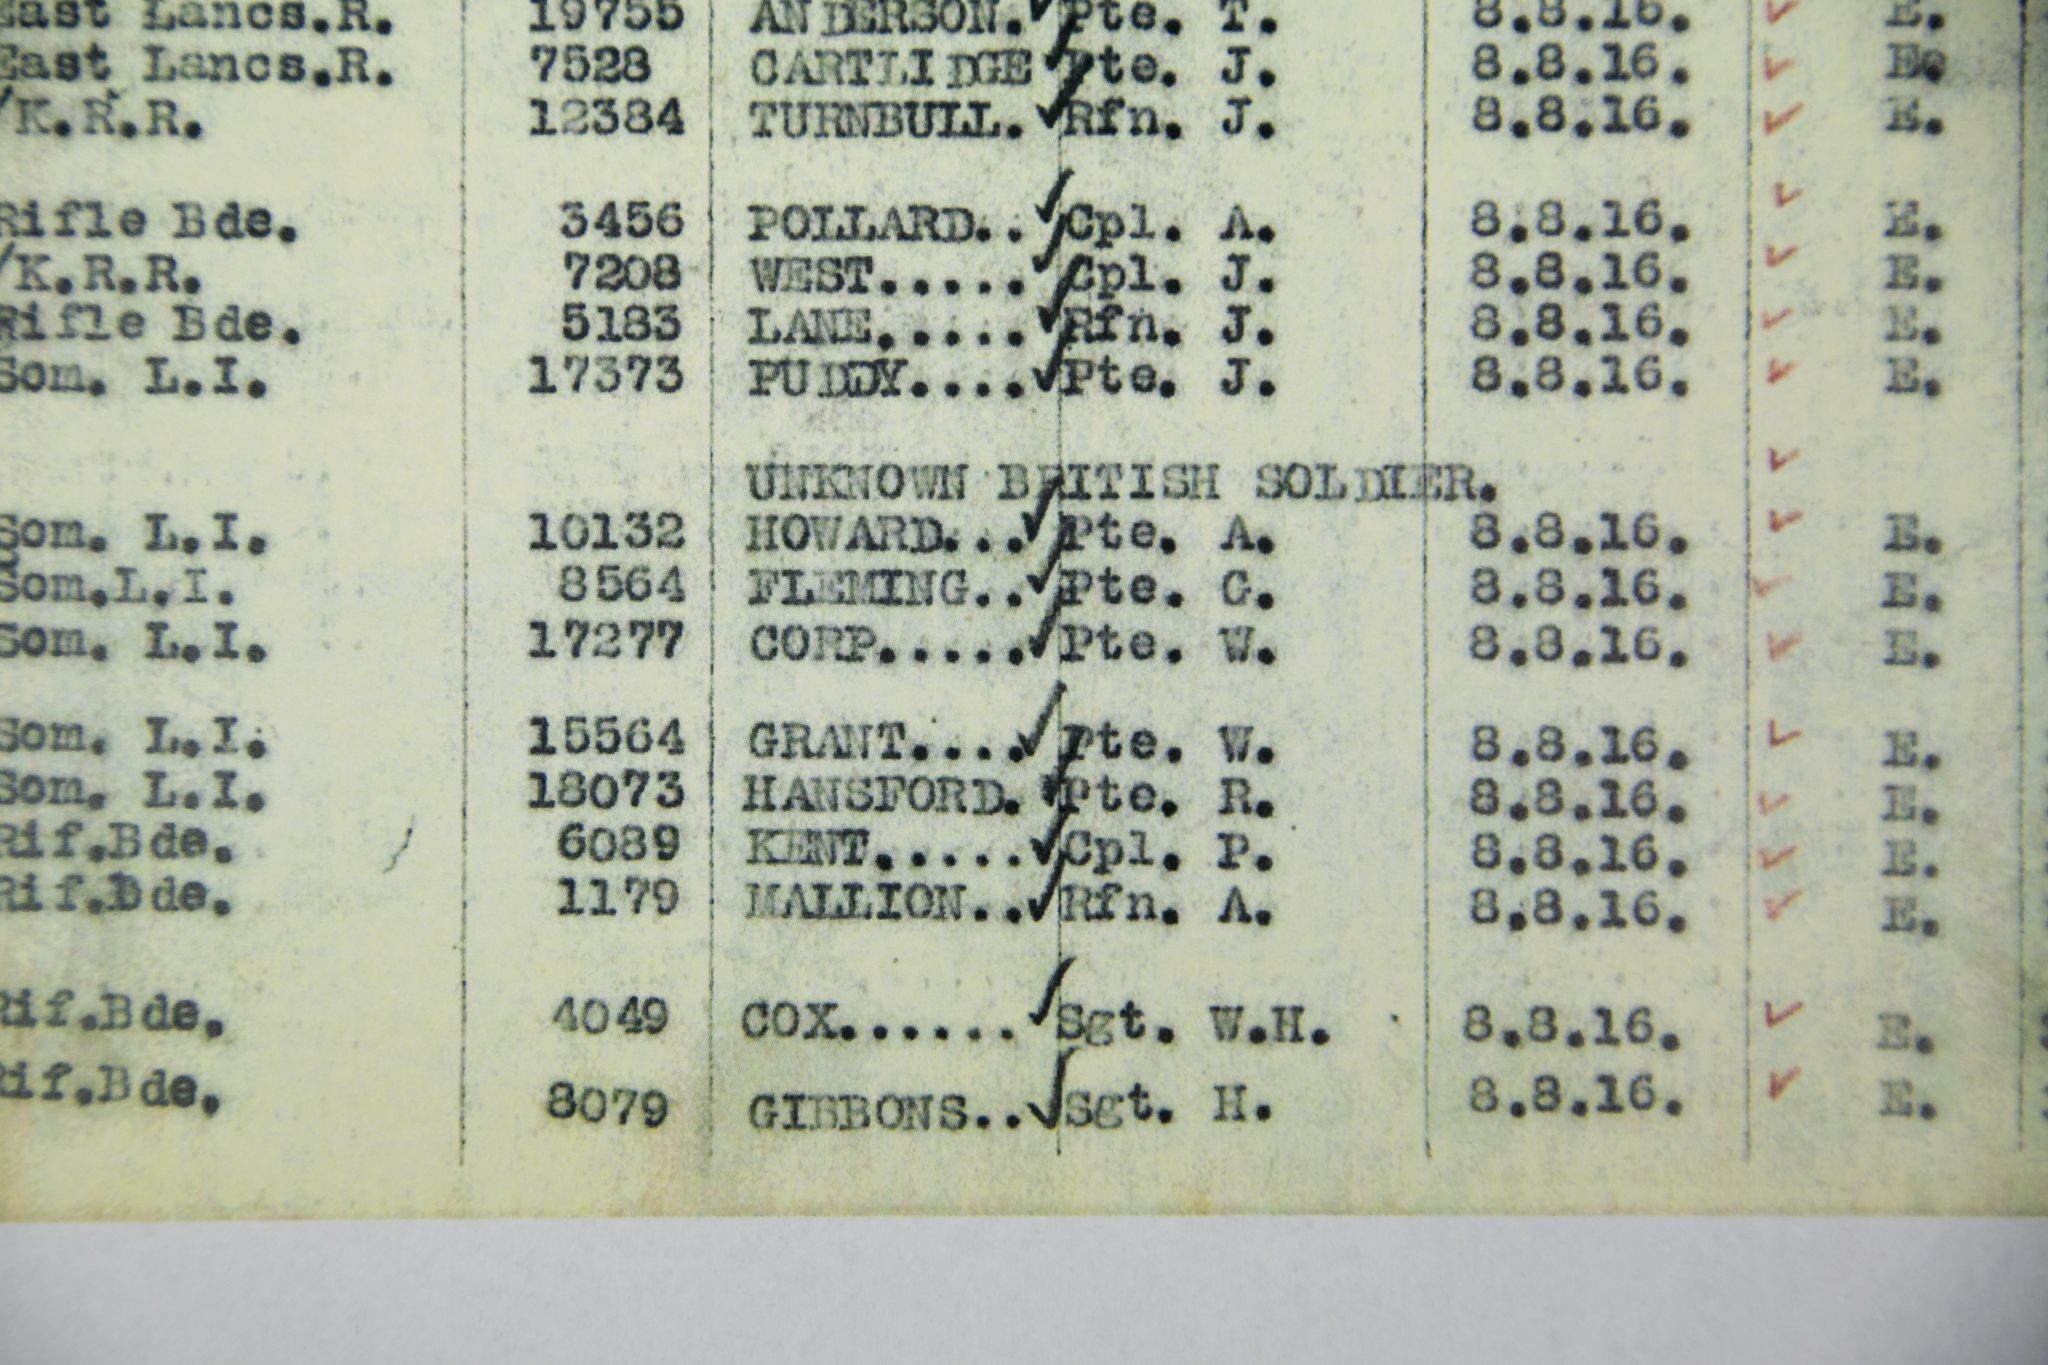 East Lancs.R. 19755 ANDERSON. Pte. T. 8.8.16. E.
East Lancs.R. 7528 CARTLIDGE Pte. J. 8.8.16. E.
/K.R.R. 12384 TURNBULL. Rfn. J. 8.8.16. E.
Rifle Bde. 3456 POLLARD.. Cpl. A. 8.8.16. E.
/K.R.R. 7208 WEST..... Cpl. J. 8.8.16. E.
Rifle Bde. 5183 LANE..... Rfn. J. 8.8.16. E.
Som. L.I. 17373 PUDDY.... Pte. J. 8.8.16. E.
UNKNOWN BRITISH SOLDIER.
Som. L.I. 10132 HOWARD... Pte. A. 8.8.16. E.
Som.L.I. 8564 FLEMING.. Pte. G. 8.8.16. E.
Som. L.I. 17277 CORP..... Pte. W. 8.8.16. E.
Som. L.I. 15564 GRANT.... Pte. W. 8.8.16. E.
Som. L.I. 18073 HANSFORD. Pte. R. 8.8.16. E.
Rif.Bde. 6089 KENT..... Cpl. P. 8.8.16. E.
Rif.Bde. 1179 MALLION.. Rfn. A. 8.8.16. E.
Rif.Bde. 4049 COX...... Sgt. W.H. 8.8.16. E.
Rif.Bde. 8079 GIBBONS.. Sgt. H. 8.8.16. E.